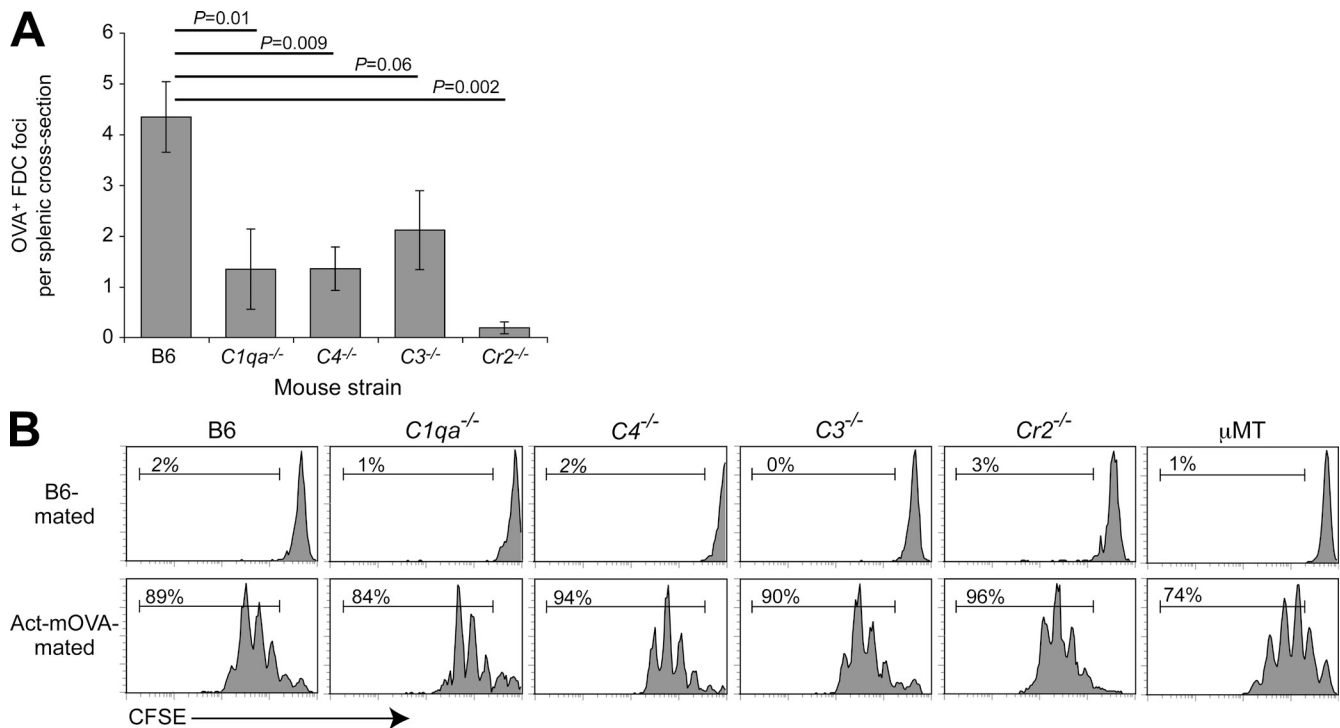 A
P=0.01
P=0.009
P=0.06
P=0.002
OVA+ FDC foci
per splenic cross-section
6
5
4
3
2
1
0
B6
C1qa-/-
C4-/-
C3-/-
Cr2-/-
Mouse strain
B
B6
C1qa-/-
C4-/-
C3-/-
Cr2-/-
µMT
B6-
mated
2%
1%
2%
0%
3%
1%
Act-mOVA-
mated
89%
84%
94%
90%
96%
74%
CFSE